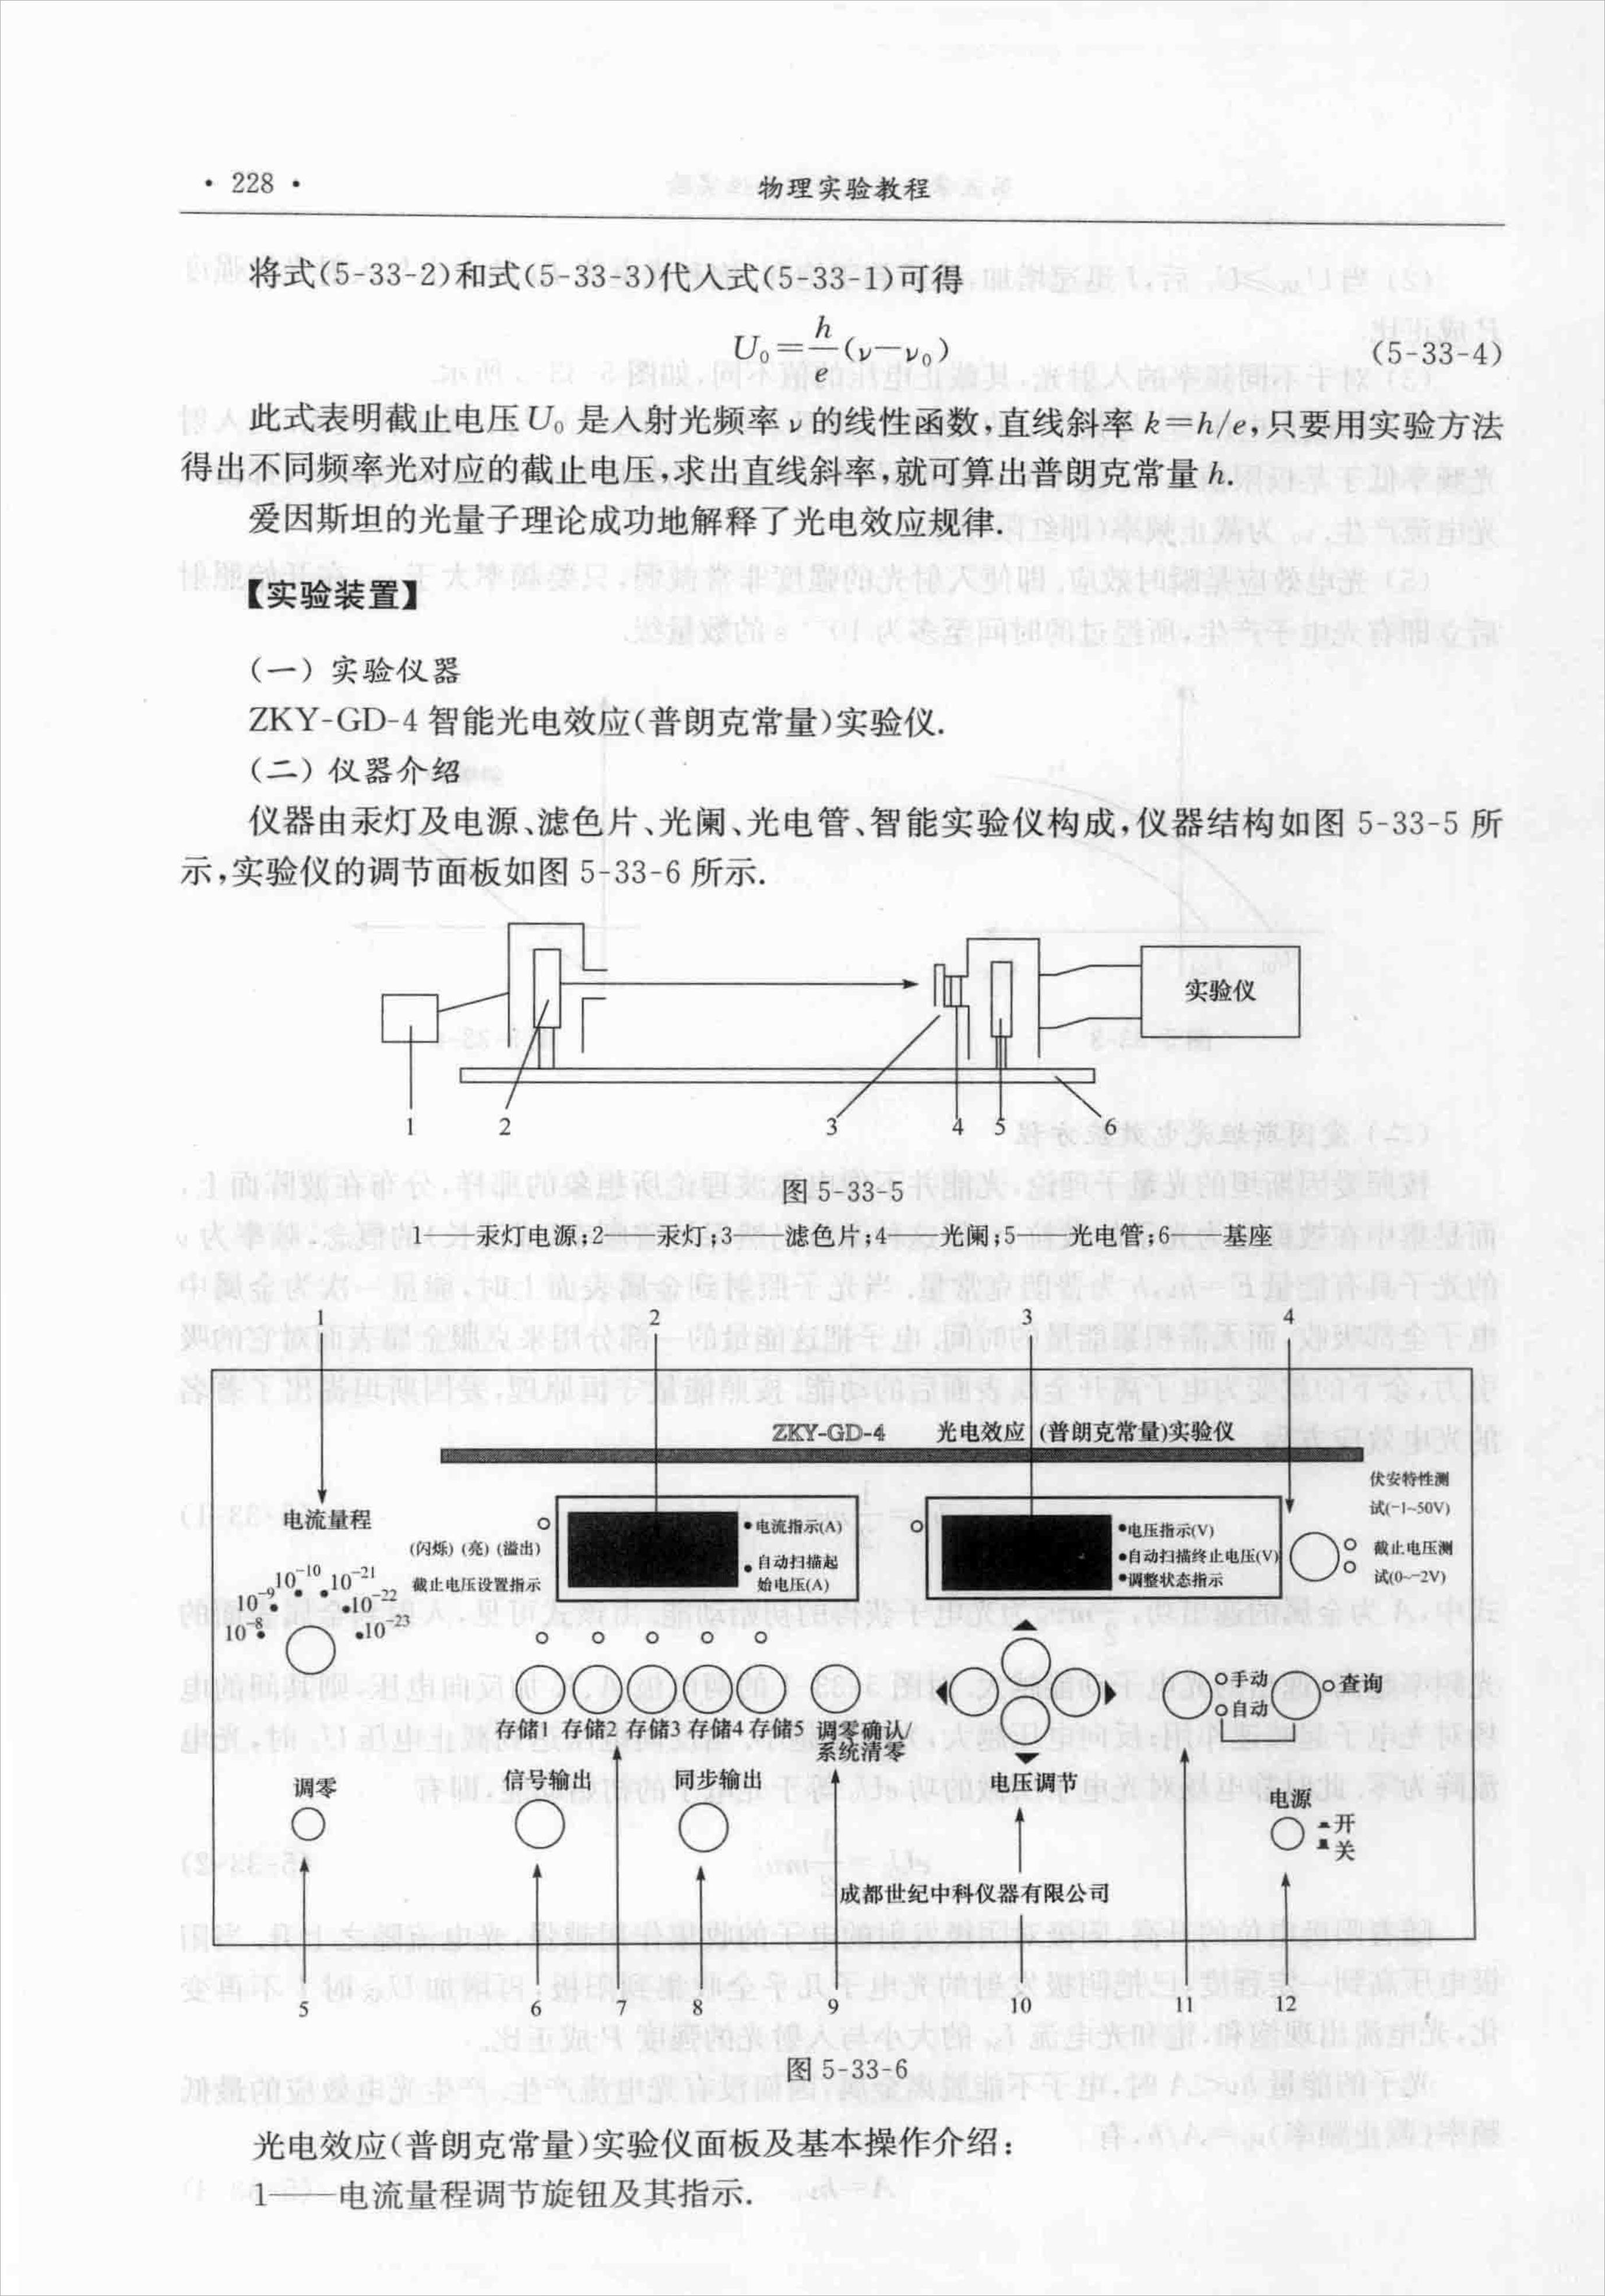 · 228 ·
物理实验教程
将式(5-33-2)和式(5-33-3)代入式(5-33-1)可得
U₀=h/e(ν−ν₀) (5-33-4)
此式表明截止电压U₀是入射光频率ν的线性函数,直线斜率k=h/e,只要用实验方法
得出不同频率光对应的截止电压,求出直线斜率,就可算出普朗克常量h.
爱因斯坦的光量子理论成功地解释了光电效应规律.
【实验装置】
(一) 实验仪器
ZKY-GD-4智能光电效应(普朗克常量)实验仪.
(二) 仪器介绍
仪器由汞灯及电源、滤色片、光阑、光电管、智能实验仪构成,仪器结构如图 5-33-5 所
示,实验仪的调节面板如图 5-33-6 所示.
实验仪
1 2 3 4 5 6
图 5-33-5
1——汞灯电源;2——汞灯;3——滤色片;4——光阑;5——光电管;6——基座
1 2 3 4
ZKY-GD-4 光电效应 (普朗克常量)实验仪
伏安特性测
试(-1~50V)
截止电压测
试(0~-2V)
电流量程
(闪烁) (亮) (溢出)
截止电压设置指示
•电流指示(A)
•自动扫描起
始电压(A)
•电压指示(V)
•自动扫描终止电压(V)
•调整状态指示
10⁻⁸ 10⁻⁹ 10⁻¹⁰ 10⁻²¹ 10⁻²² 10⁻²³
存储1 存储2 存储3 存储4 存储5 调零确认/
系统清零
手动
自动
查询
调零
信号输出
同步输出
电压调节
电源
开
关
成都世纪中科仪器有限公司
5 6 7 8 9 10 11 12
图 5-33-6
光电效应(普朗克常量)实验仪面板及基本操作介绍:
1——电流量程调节旋钮及其指示.